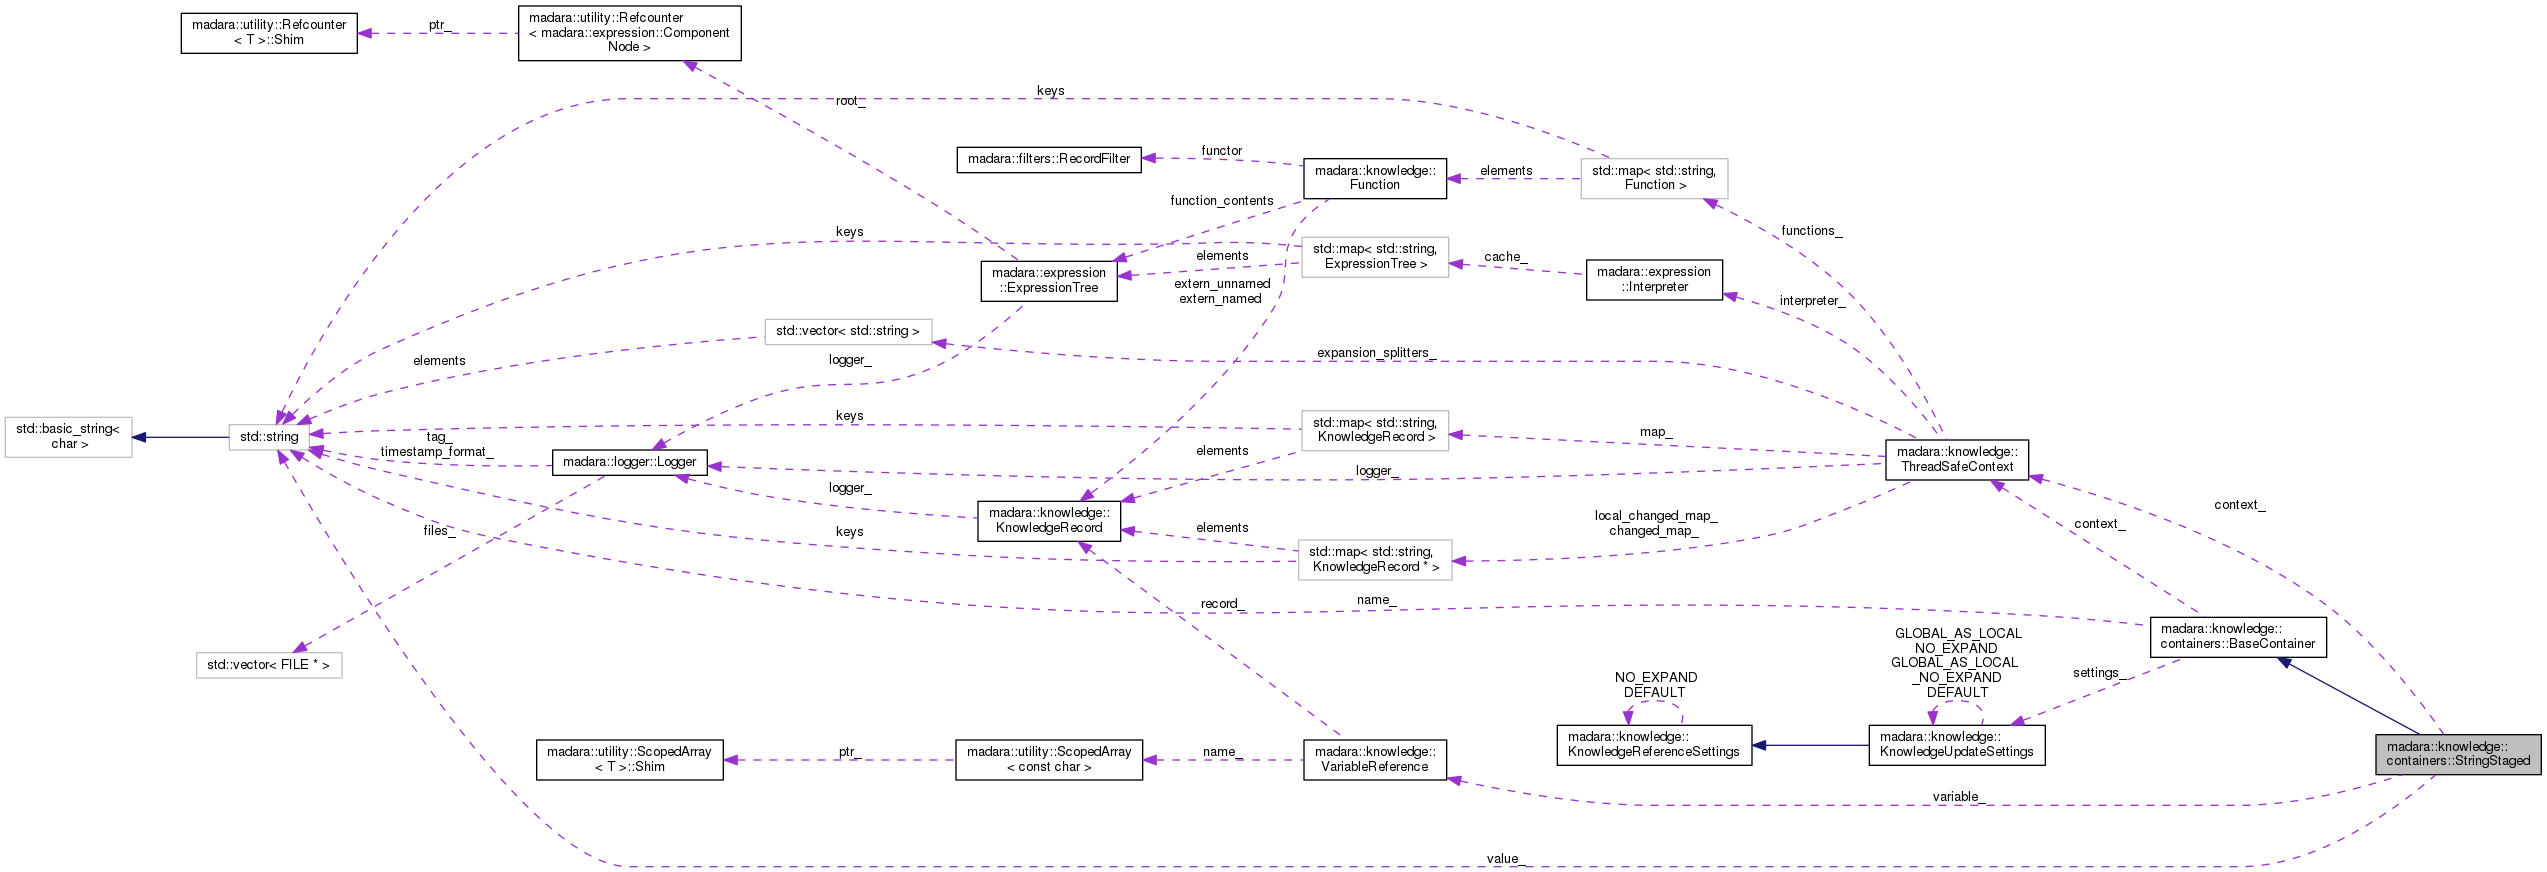 madara::utility::Refcounter
< T >::Shim
ptr_
madara::utility::Refcounter
< madara::expression::Component
Node >
root_
keys
madara::filters::RecordFilter
functor
madara::knowledge::
Function
elements
std::map< std::string,
Function >
function_contents
functions_
keys
std::map< std::string,
ExpressionTree >
elements
cache_
madara::expression
::ExpressionTree
madara::expression
::Interpreter
interpreter_
extern_unnamed
extern_named
std::vector< std::string >
elements
logger_
expansion_splitters_
std::basic_string<
char >
std::string
keys
std::map< std::string,
KnowledgeRecord >
map_
tag_
timestamp_format_
madara::logger::Logger
elements
logger_
madara::knowledge::
ThreadSafeContext
logger_
madara::knowledge::
KnowledgeRecord
context_
files_
keys
elements
local_changed_map_
changed_map_
context_
std::map< std::string,
KnowledgeRecord * >
record_
name_
std::vector< FILE * >
madara::knowledge::
containers::BaseContainer
GLOBAL_AS_LOCAL
NO_EXPAND
GLOBAL_AS_LOCAL
_NO_EXPAND
DEFAULT
NO_EXPAND
DEFAULT
settings_
madara::utility::ScopedArray
< T >::Shim
ptr_
madara::utility::ScopedArray
< const char >
name_
madara::knowledge::
VariableReference
madara::knowledge::
KnowledgeReferenceSettings
madara::knowledge::
KnowledgeUpdateSettings
madara::knowledge::
containers::StringStaged
variable_
value_